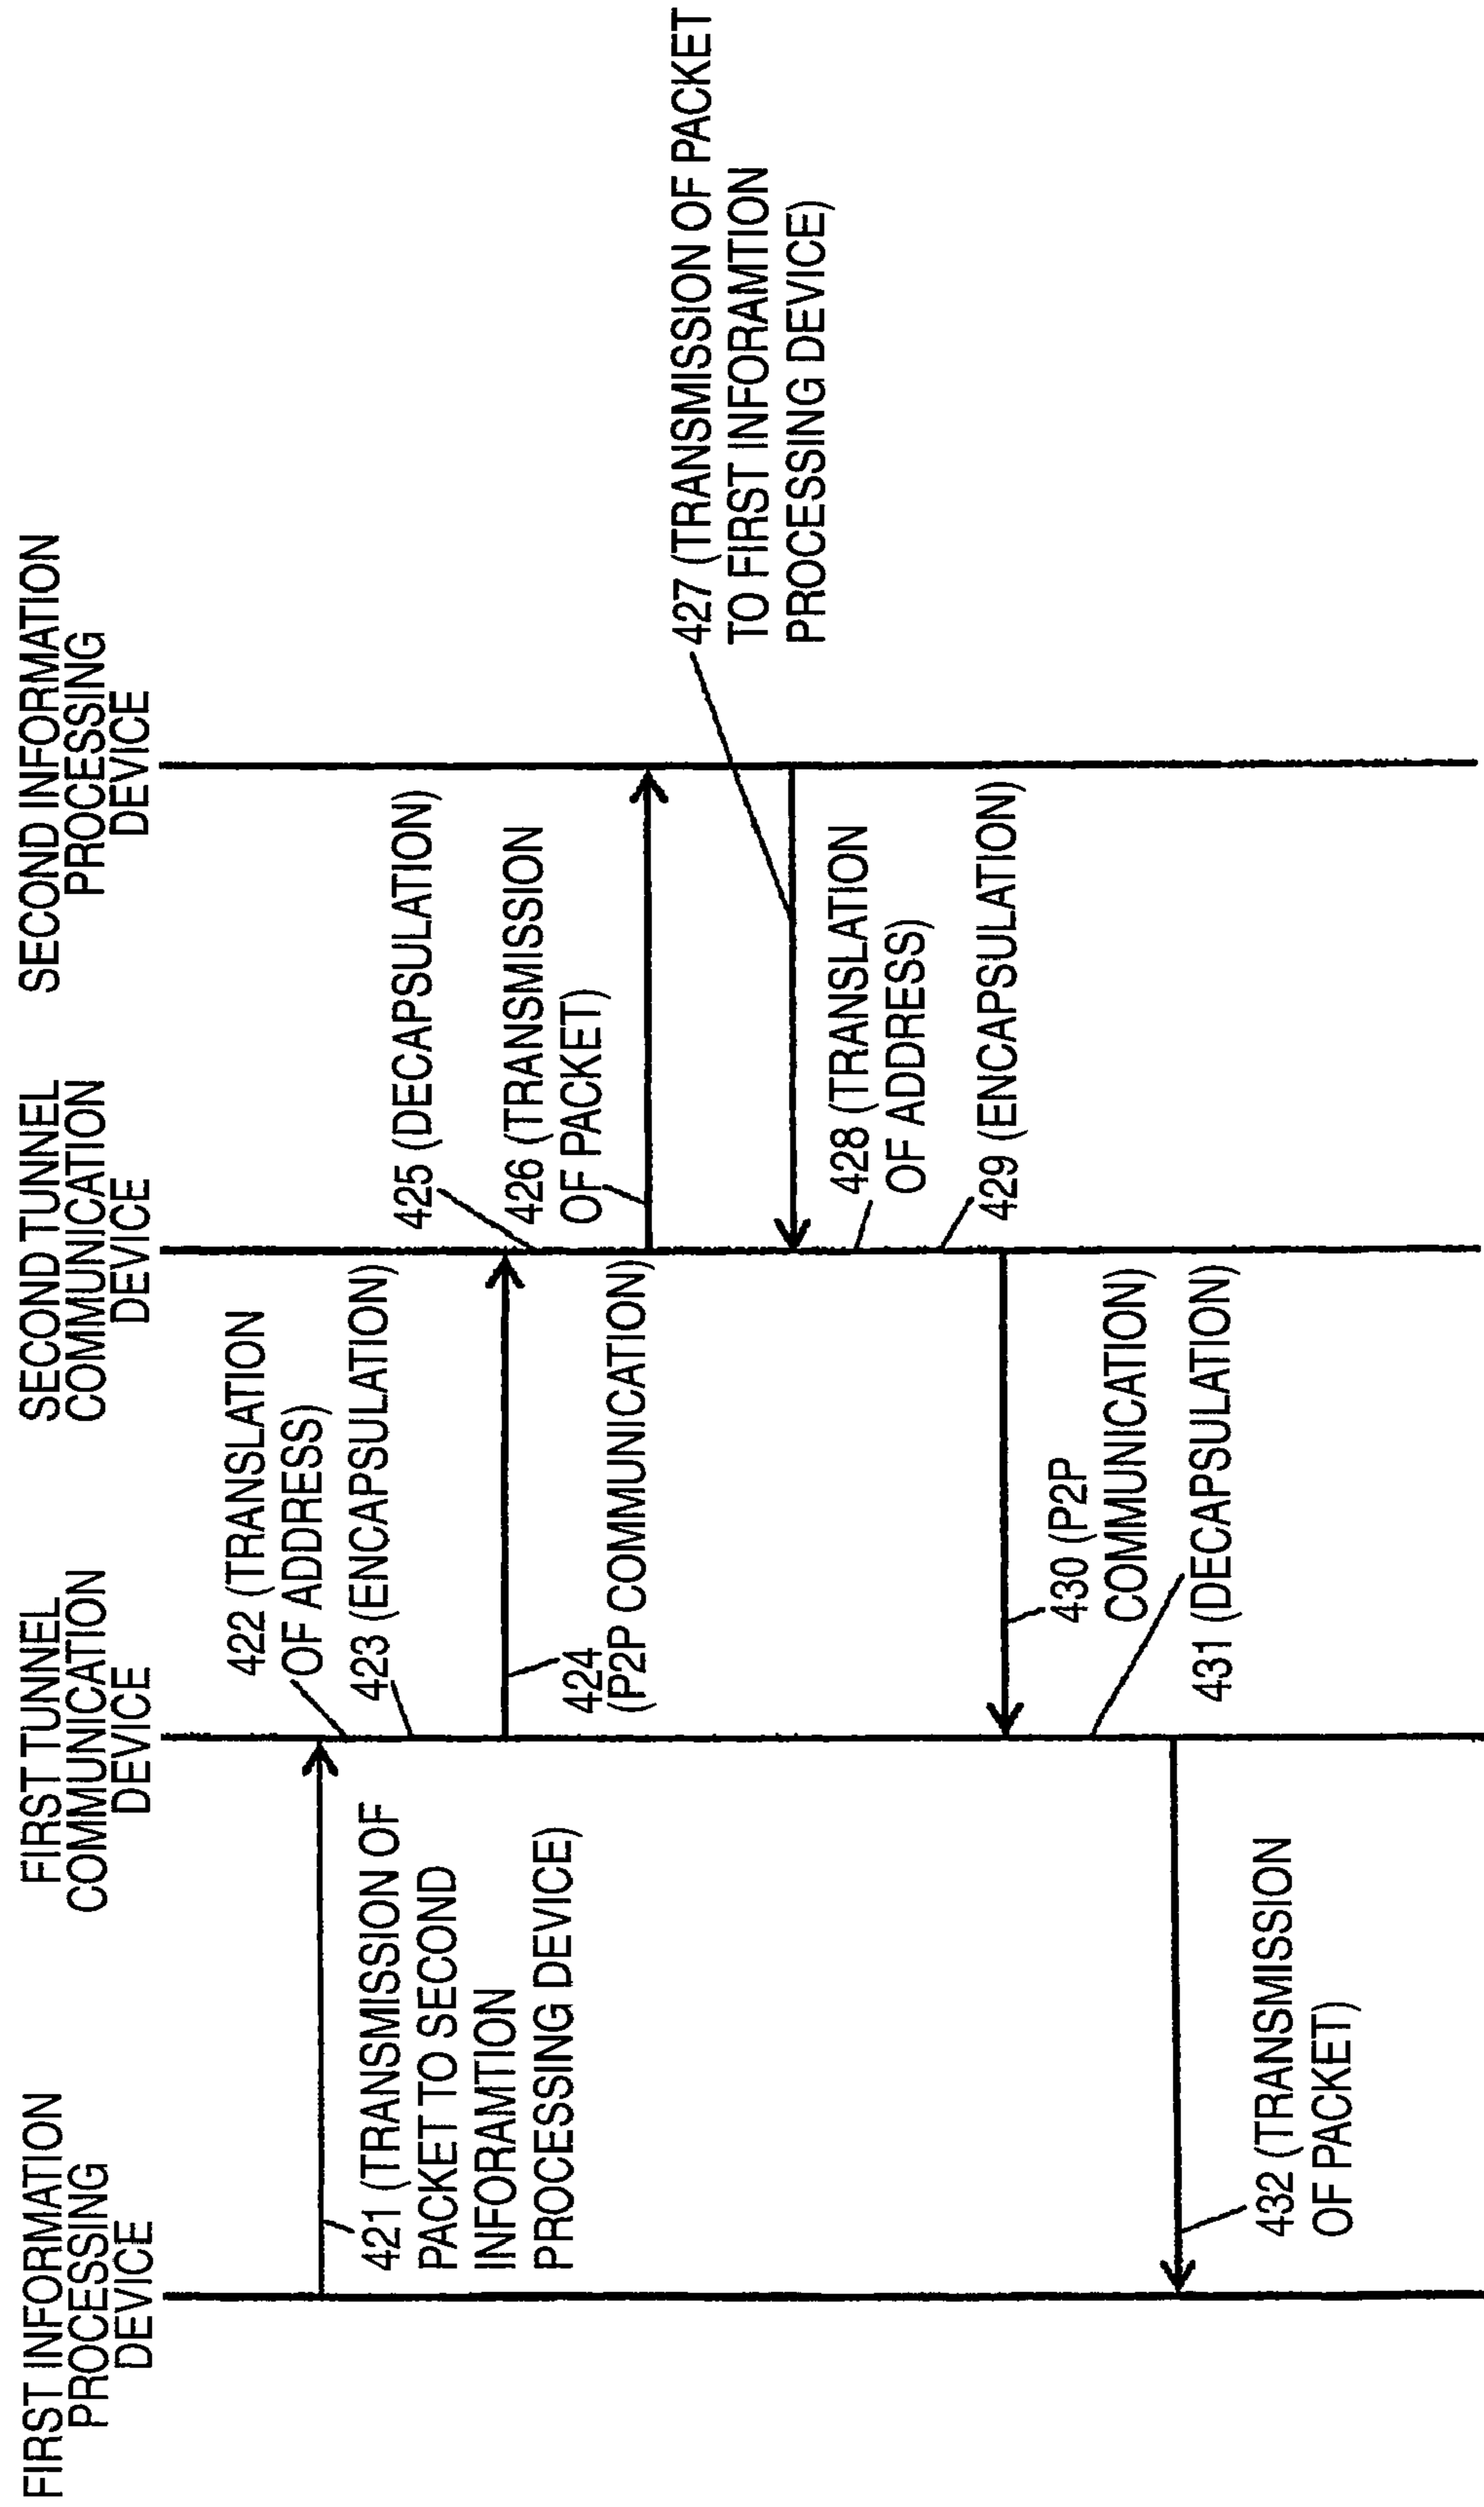 FIRST INFORMATION
PROCESSING
DEVICE
FIRST TUNNEL
COMMUNICATION
DEVICE
SECOND TUNNEL
COMMUNICATION
DEVICE
SECOND INFORMATION
PROCESSING
DEVICE
421 (TRANSMISSION OF
PACKET TO SECOND
INFORAMTION
PROCESSING DEVICE)
422 (TRANSLATION
OF ADDRESS)
423 (ENCAPSULATION)
424
(P2P COMMUNICATION)
425 (DECAPSULATION)
426 (TRANSMISSION
OF PACKET)
427 (TRANSMISSION OF PACKET
TO FIRST INFORAMTION
PROCESSING DEVICE)
428 (TRANSLATION
OF ADDRESS)
429 (ENCAPSULATION)
430 (P2P
COMMUNICATION)
431 (DECAPSULATION)
432 (TRANSMISSION
OF PACKET)